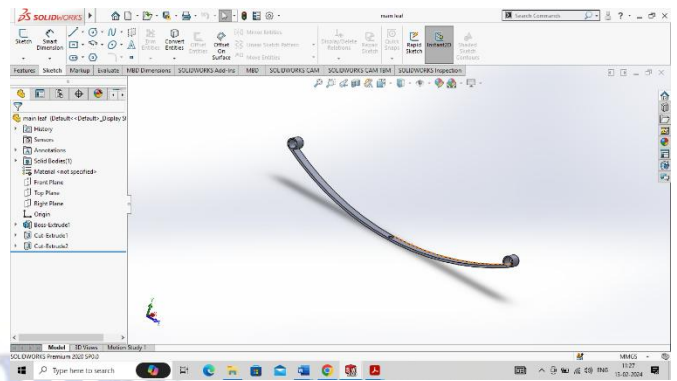 SOLIDWORKS
main leaf
Search Commands
Sketch
Smart
Dimension
Trim
Entities
Convert
Entities
Offset
Entities
Offset
On
Surface
Mirror Entities
Linear Sketch Pattern
Move Entities
Display/Delete
Relations
Repair
Sketch
Quick
Snaps
Rapid
Sketch
Instant2D
Shaded
Sketch
Contours
Features Sketch Markup Evaluate MBD Dimensions SOLIDWORKS Add-Ins MBD SOLIDWORKS CAM SOLIDWORKS CAM TBM SOLIDWORKS Inspection
main leaf (Default<<Default>_Display St
History
Sensors
Annotations
Solid Bodies(1)
Material <not specified>
Front Plane
Top Plane
Right Plane
Origin
Boss-Extrude1
Cut-Extrude1
Cut-Extrude2
Model 3D Views Motion Study 1
SOLIDWORKS Premium 2020 SP0.0
MMGS
Type here to search
ENG
11:27
13-02-2024